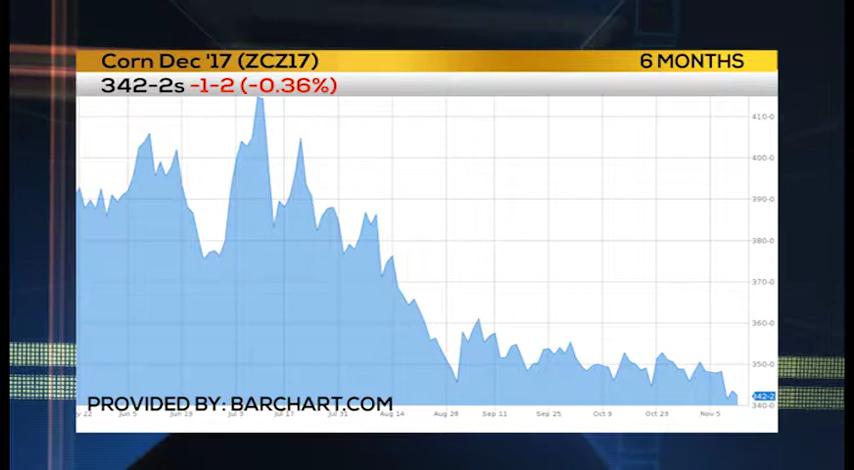 Corn Dec '17 (ZCZ17) 6 MONTHS
342-2s -1-2 (-0.36%)
410-0
400-0
390-0
380-0
370-0
360-0
350-0
342-2
340-0
PROVIDED BY: BARCHART.COM
y 22 Jun 5 Jun 19 Jul 3 Jul 17 Jul 31 Aug 14 Aug 28 Sep 11 Sep 25 Oct 9 Oct 23 Nov 5